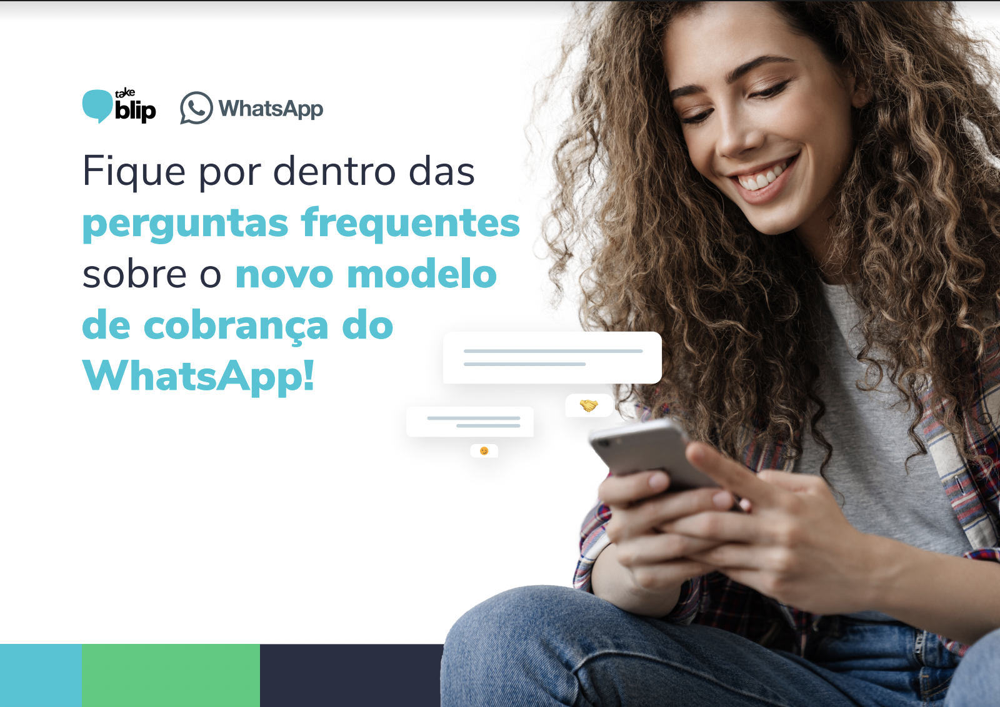 take
blip
WhatsApp
Fique por dentro das
perguntas frequentes
sobre o novo modelo
de cobrança do
WhatsApp!